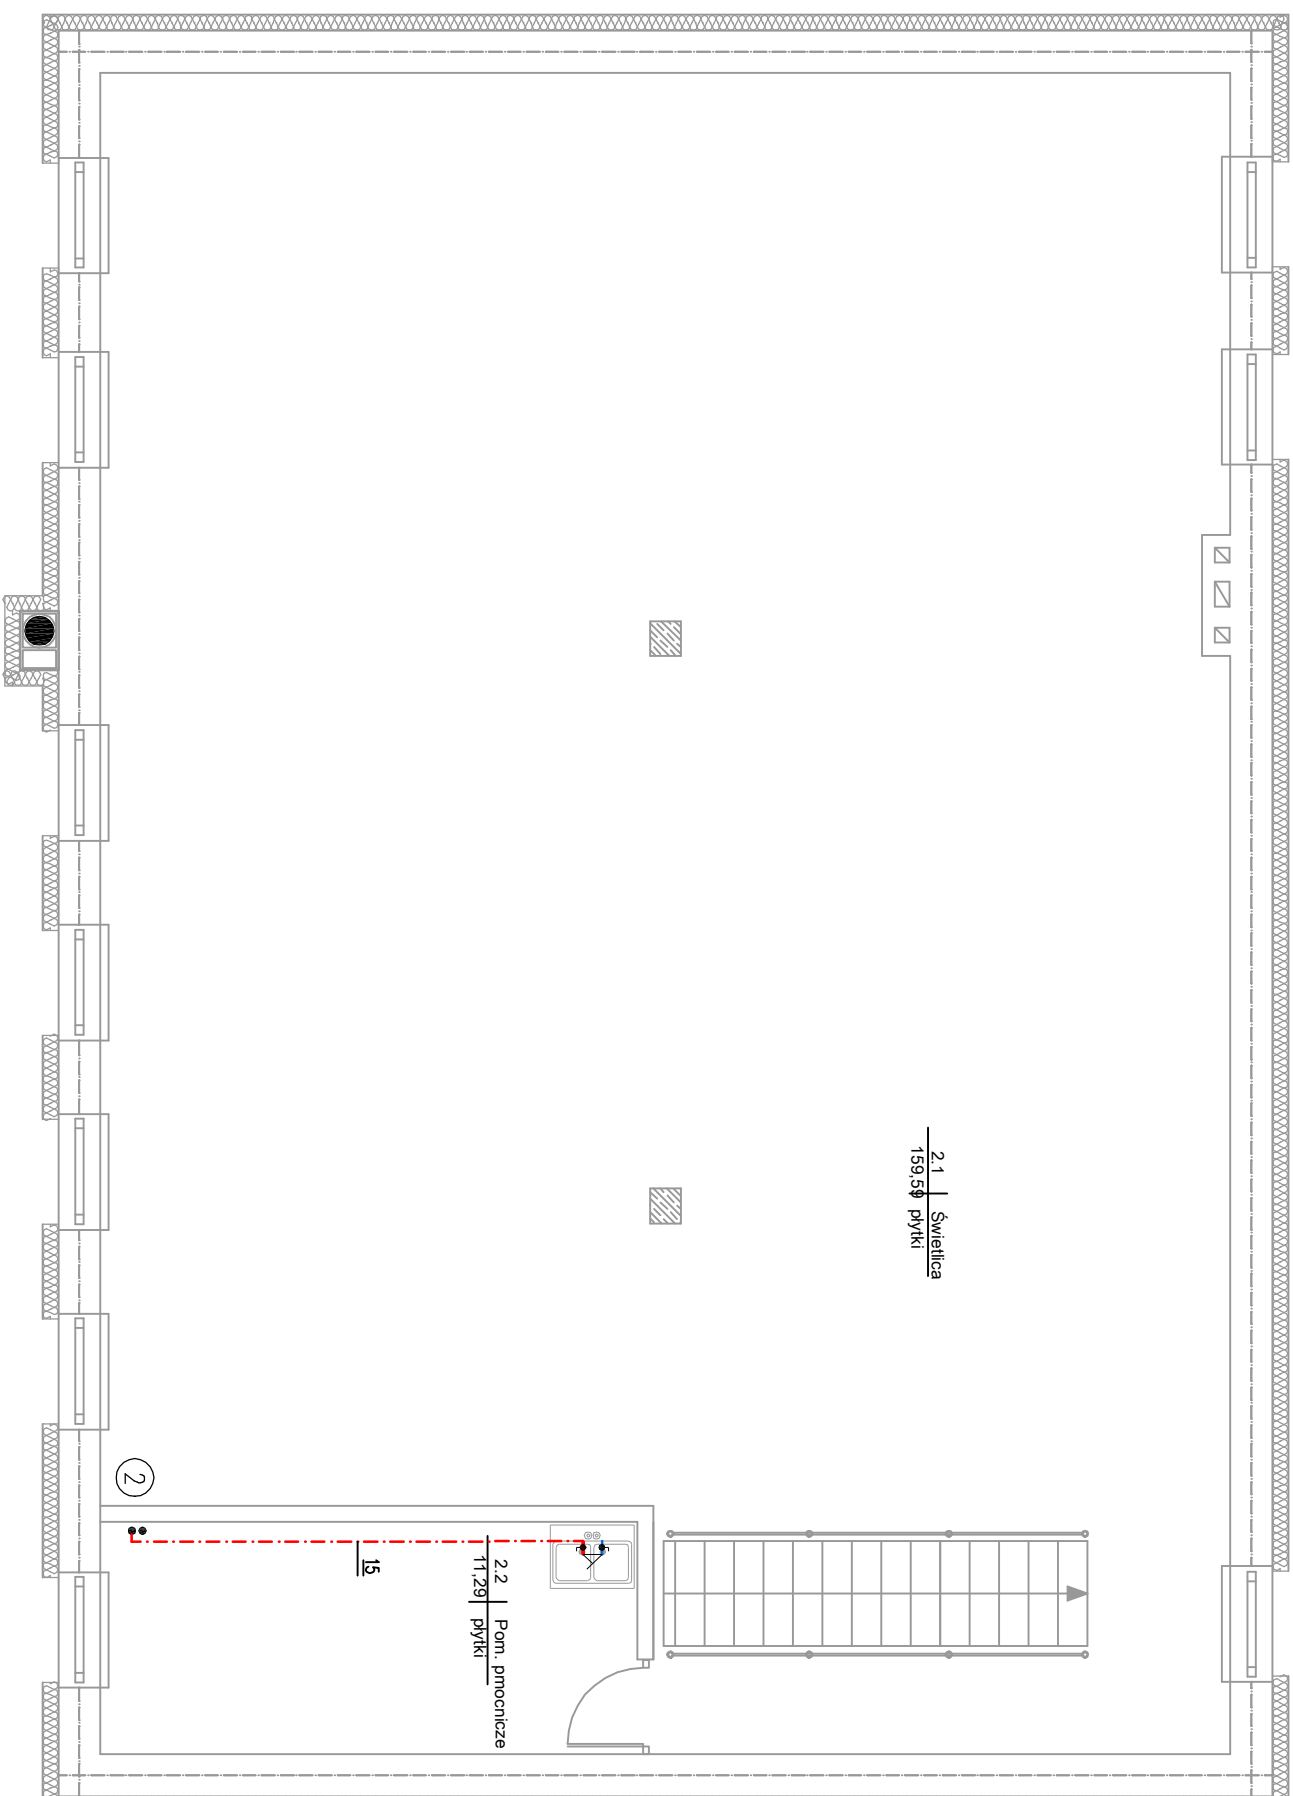 2.1 Świetlica
159,59 płytki
2
15
2.2 Pom. pmocnicze
11,29 płytki